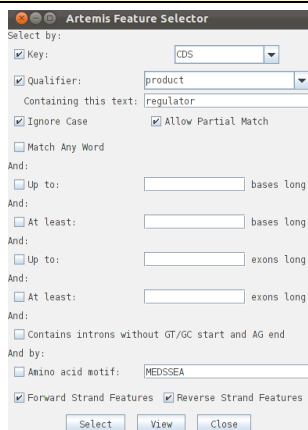 Artemis Feature Selector
Select by:
Key: CDS
Qualifier: product
Containing this text: regulator
Ignore Case Allow Partial Match
Match Any Word
And:
Up to: bases long
And:
At least: bases long
And:
Up to: exons long
And:
At least: exons long
And:
Contains introns without GT/GC start and AG end
And by:
Amino acid motif: MEDSSEA
Forward Strand Features Reverse Strand Features
Select View Close